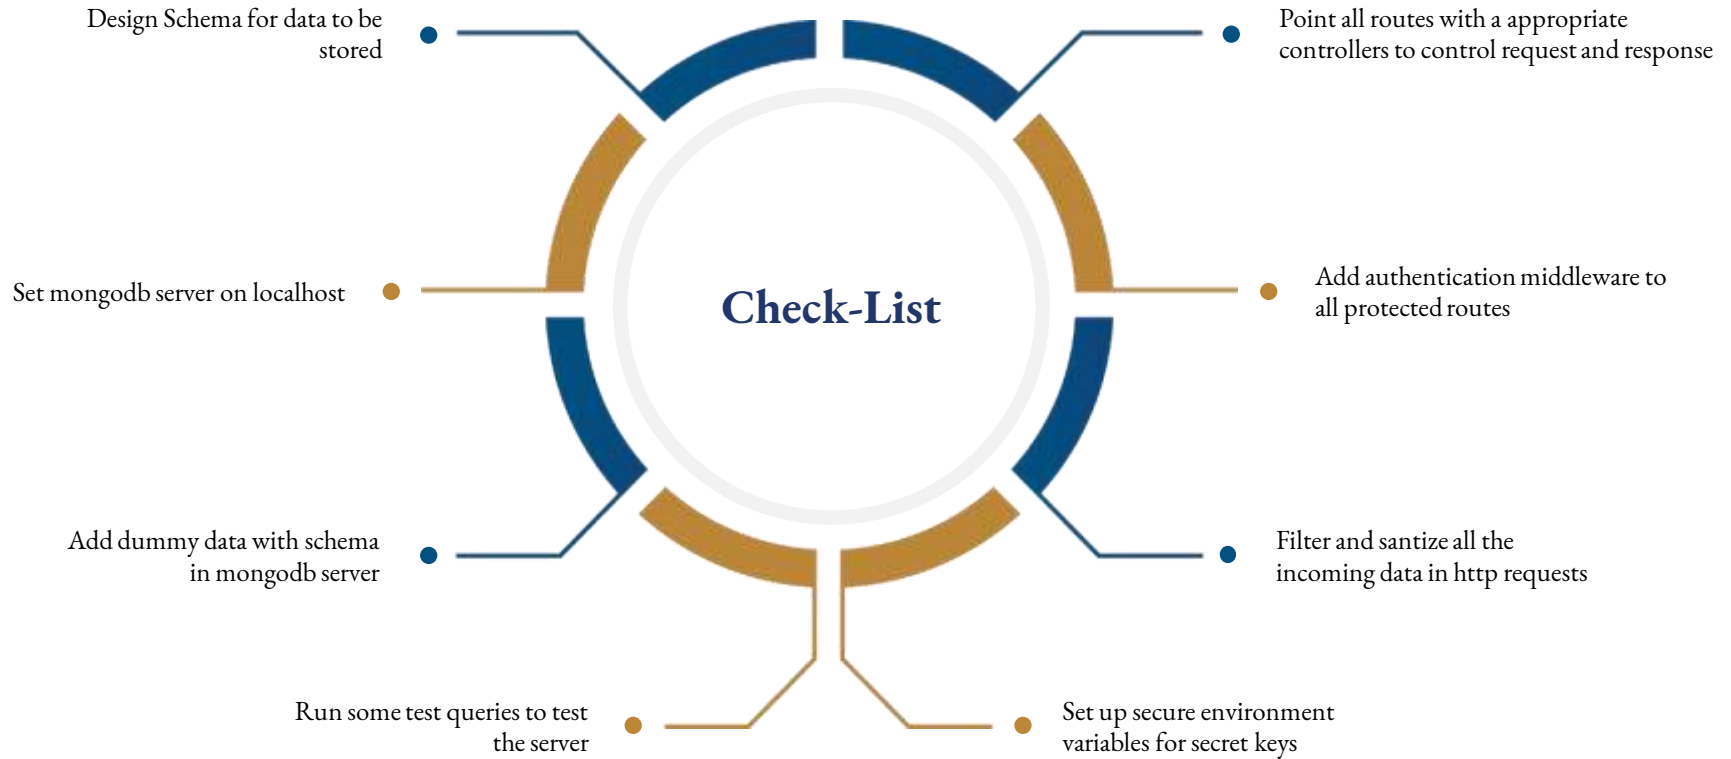 Design Schema for data to be
stored
Point all routes with a appropriate
controllers to control request and response
Set mongodb server on localhost
Add authentication middleware to
all protected routes
Check-List
Add dummy data with schema
in mongodb server
Filter and santize all the
incoming data in http requests
Run some test queries to test
the server
Set up secure environment
variables for secret keys